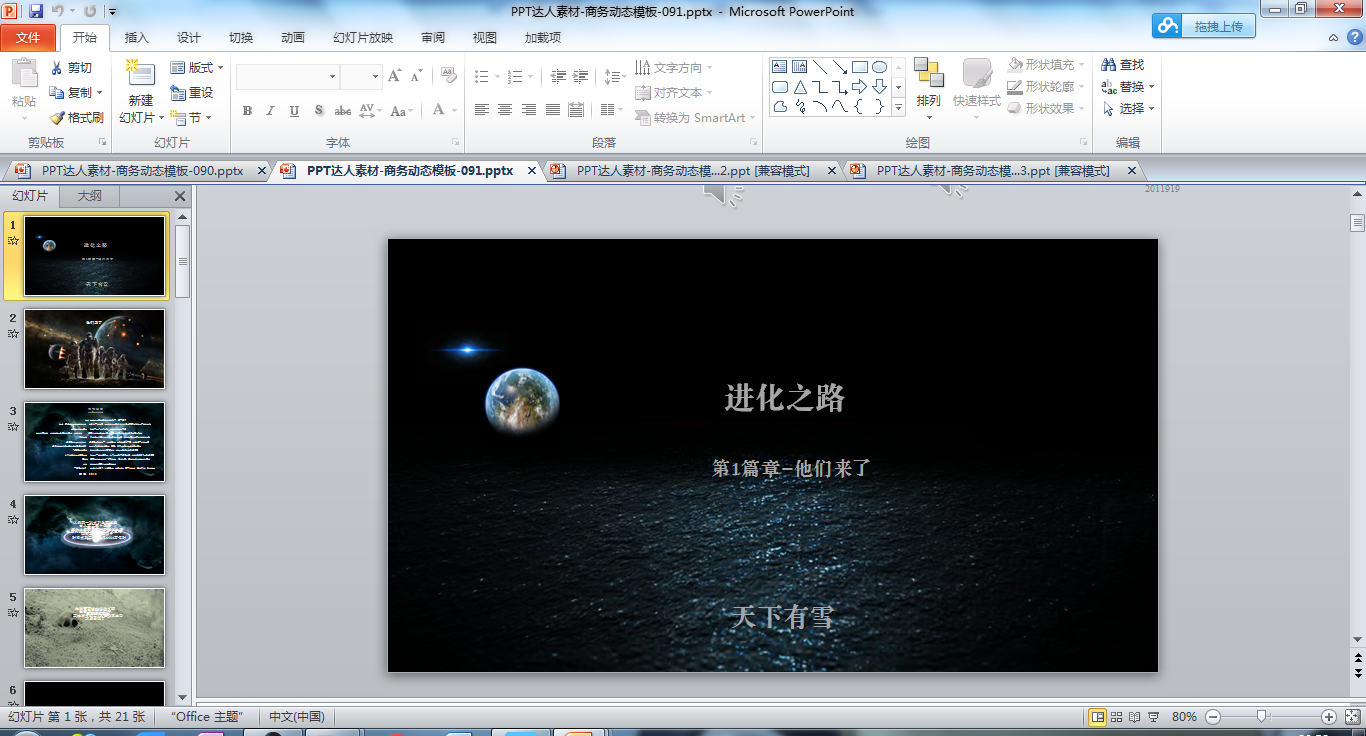 PPT达人素材-商务动态模板-091.pptx - Microsoft PowerPoint
文件 开始 插入 设计 切换 动画 幻灯片放映 审阅 视图 加载项
拖拽上传
粘贴 剪切 复制 格式刷
新建 幻灯片 版式 重设 节
B I U S abc AV Aa A
文字方向 对齐文本 转换为 SmartArt
排列 快速样式 形状填充 形状轮廓 形状效果
查找 替换 选择
剪贴板 幻灯片 字体 段落 绘图 编辑
PPT达人素材-商务动态模板-090.pptx PPT达人素材-商务动态模板-091.pptx PPT达人素材-商务动态模...2.ppt [兼容模式] PPT达人素材-商务动态模...3.ppt [兼容模式]
幻灯片 大纲
2011919
1
进化之路
天下有雪
2
3
4
5
6
进化之路
第1篇章-他们来了
天下有雪
幻灯片 第 1 张，共 21 张 “Office 主题” 中文(中国) 80%